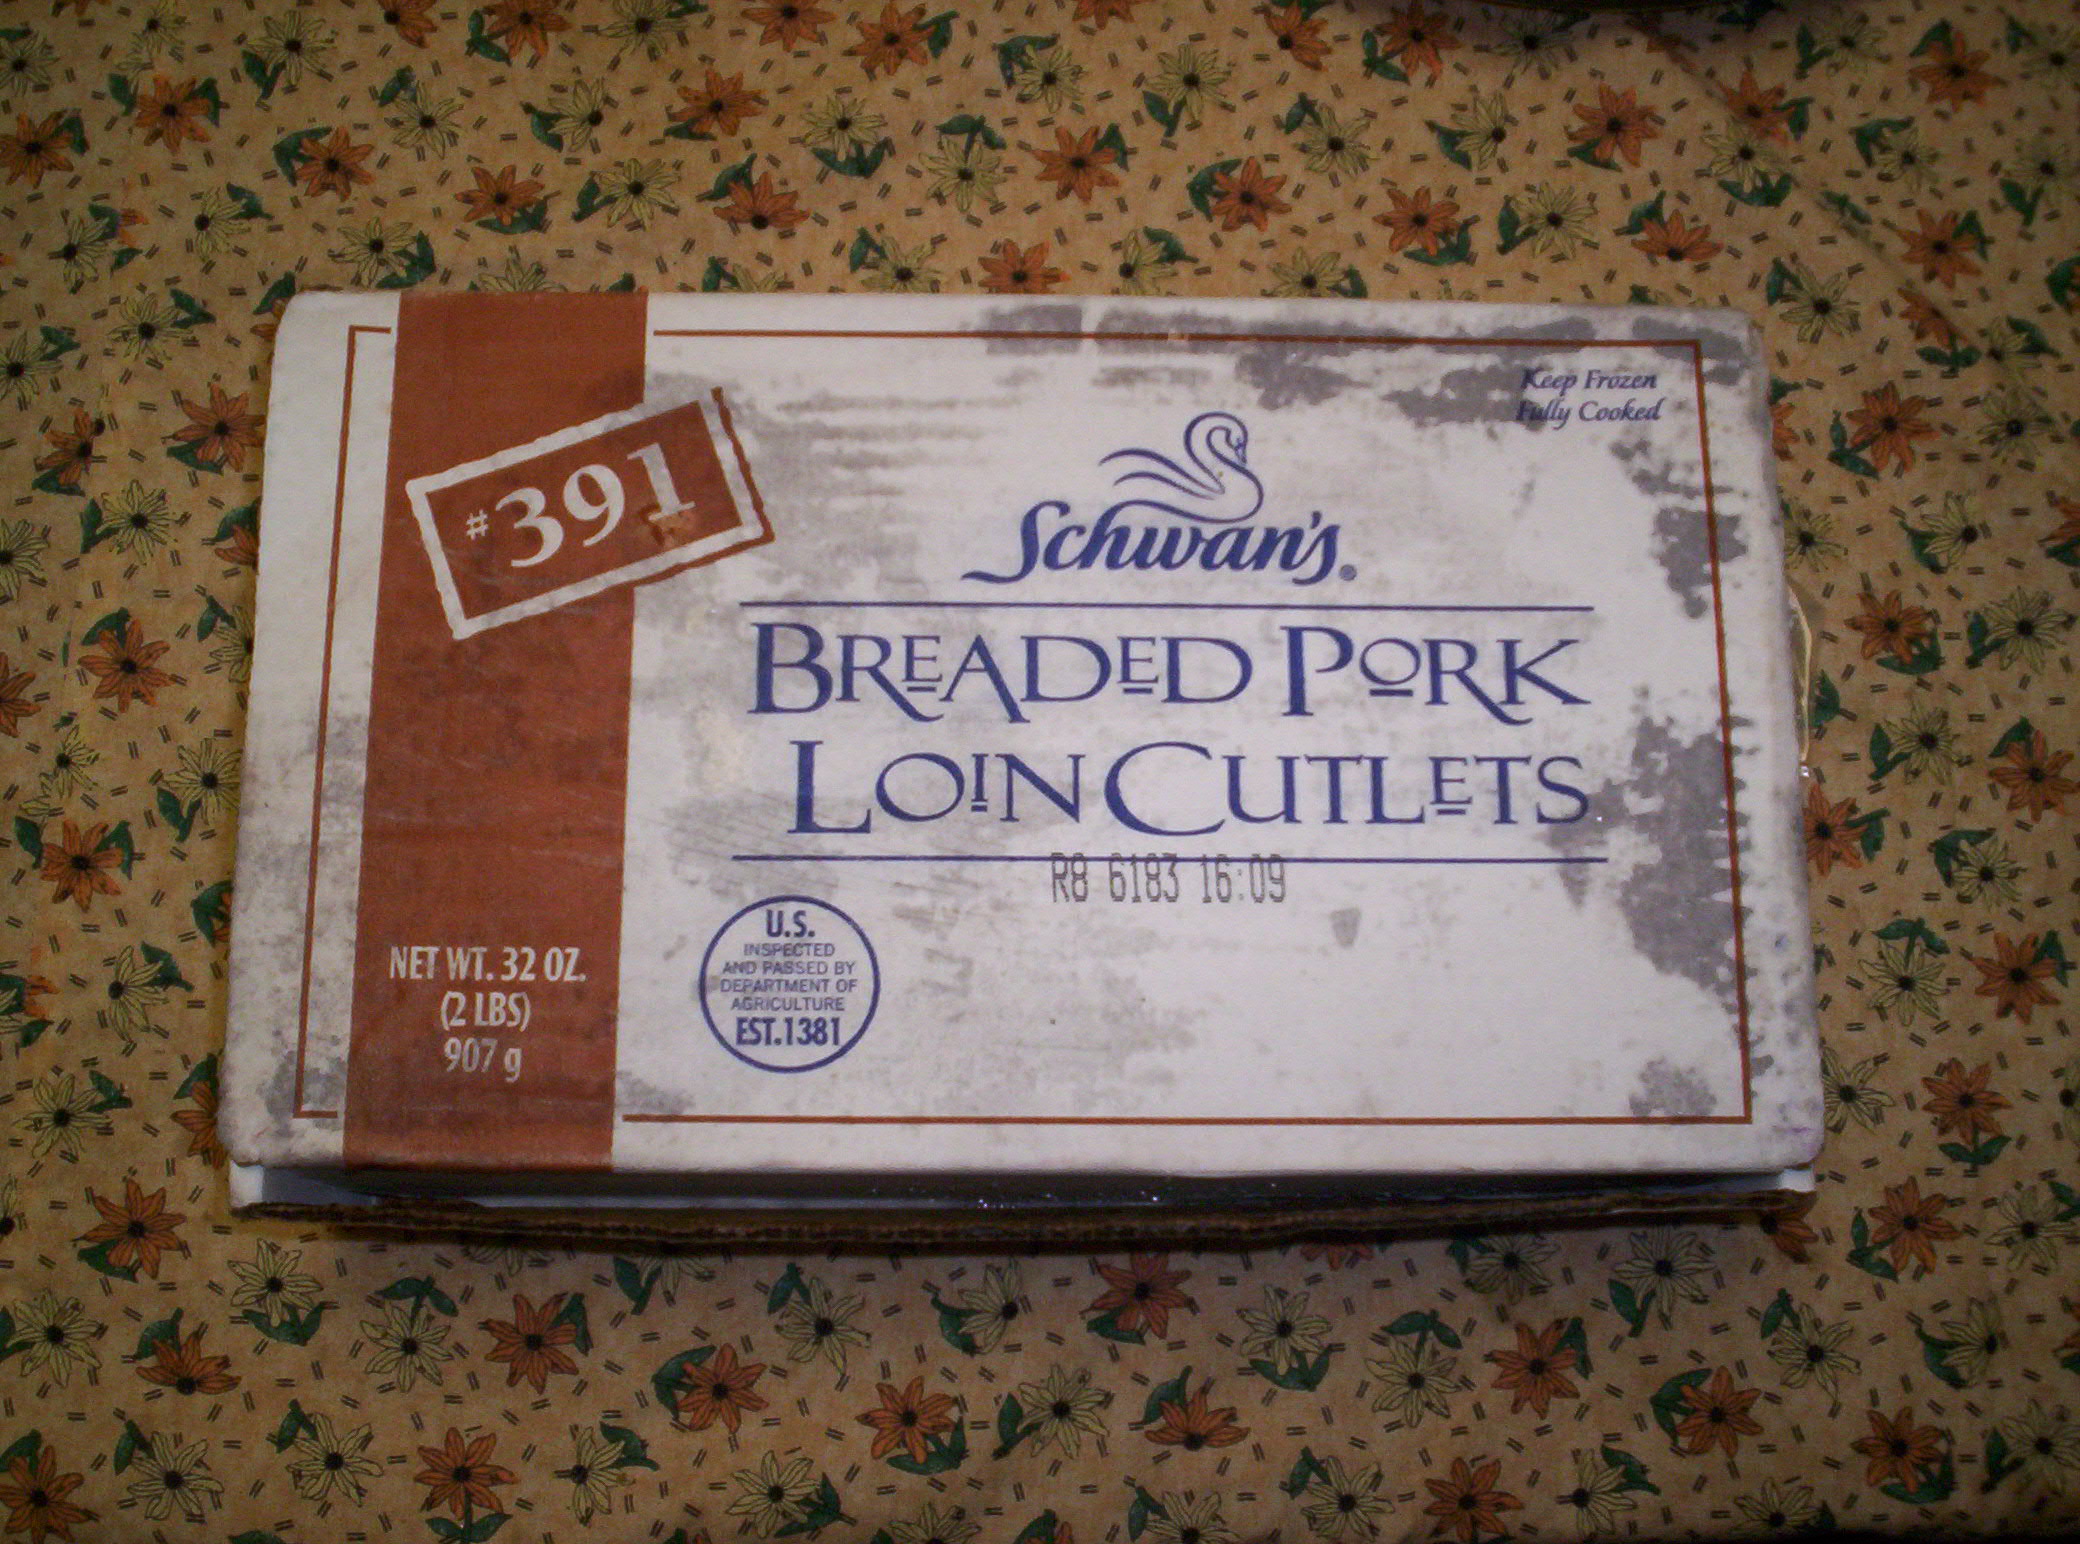 #391
Keep Frozen
Fully Cooked
Schwan's®
BREADED PORK
LOIN CUTLETS
R8 6183 16:09
U.S.
INSPECTED
AND PASSED BY
DEPARTMENT OF
AGRICULTURE
EST.1381
NET WT. 32 OZ.
(2 LBS)
907 g